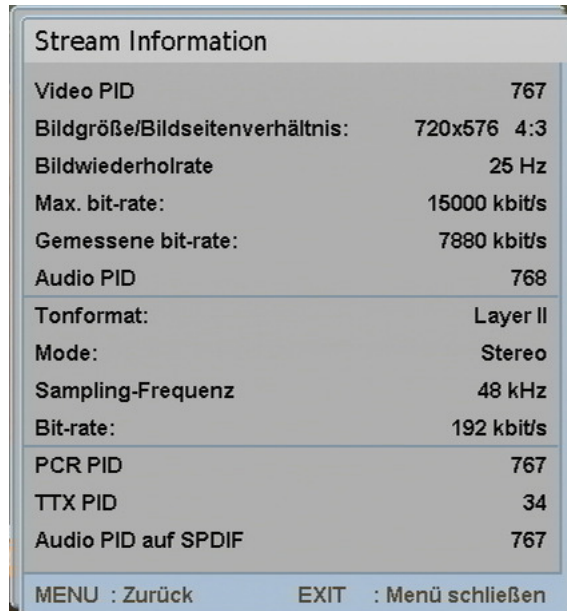 Stream Information
Video PID 767
Bildgröße/Bildseitenverhältnis: 720x576 4:3
Bildwiederholrate 25 Hz
Max. bit-rate: 15000 kbit/s
Gemessene bit-rate: 7880 kbit/s
Audio PID 768
Tonformat: Layer II
Mode: Stereo
Sampling-Frequenz 48 kHz
Bit-rate: 192 kbit/s
PCR PID 767
TTX PID 34
Audio PID auf SPDIF 767
MENU : Zurück EXIT : Menü schließen